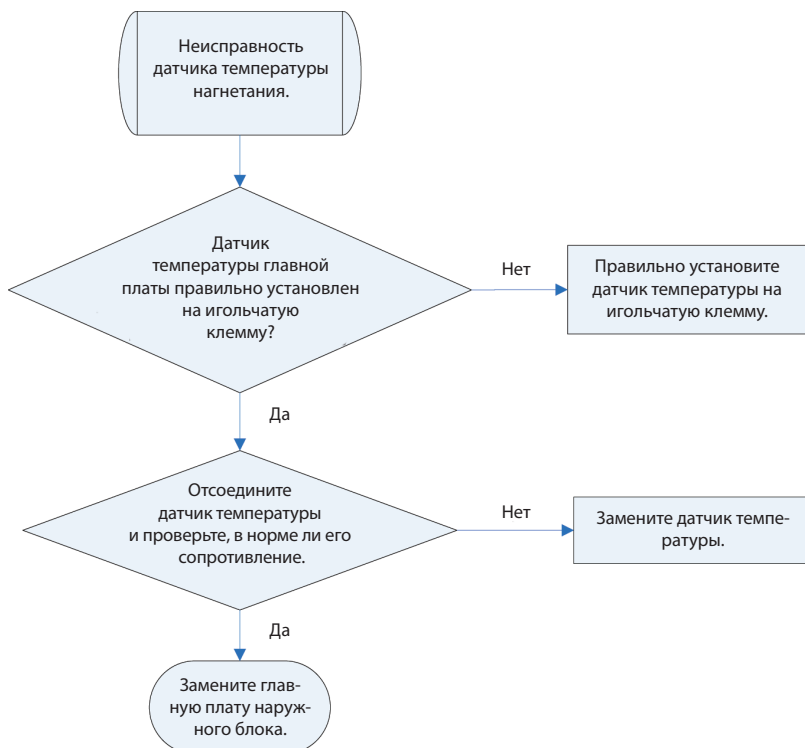 Неисправность
датчика температуры
нагнетания.
Датчик
температуры главной
платы правильно установлен
на игольчатую
клемму?
Нет
Правильно установите
датчик температуры на
игольчатую клемму.
Да
Отсоедините
датчик температуры
и проверьте, в норме ли его
сопротивление.
Нет
Замените датчик темпе-
ратуры.
Да
Замените глав-
ную плату наруж-
ного блока.